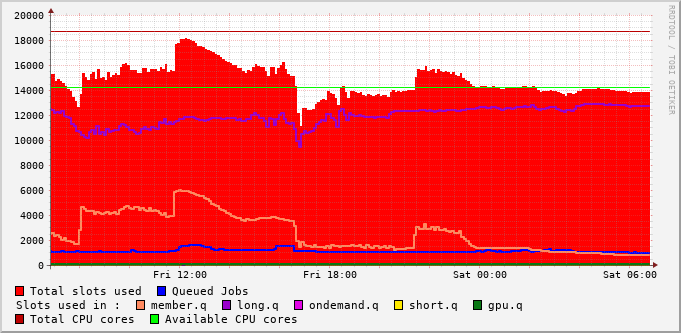 20000
18000
16000
14000
12000
10000
8000
6000
4000
2000
0
Fri 12:00 Fri 18:00 Sat 00:00 Sat 06:00
Total slots used Queued Jobs
Slots used in : member.q long.q ondemand.q short.q gpu.q
Total CPU cores Available CPU cores
RRDTOOL / TOBI OETIKER